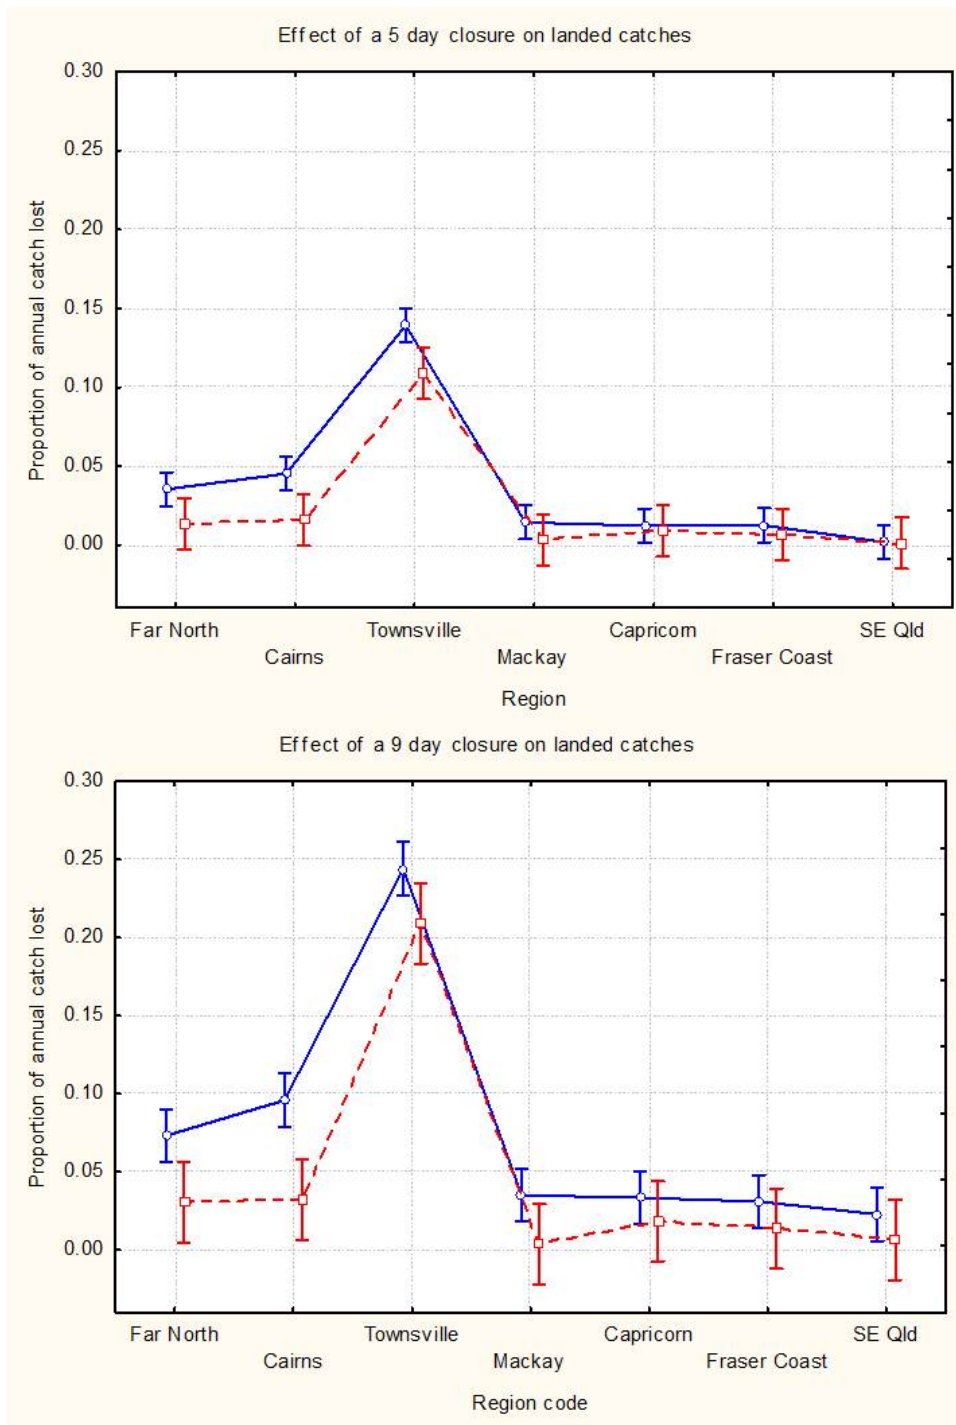 Effect of a 5 day closure on landed catches
0.30
0.25
0.20
0.15
0.10
0.05
0.00
Proportion of annual catch lost
Far North
Townsville
Capricorn
SE Qld
Cairns
Mackay
Fraser Coast
Region
Effect of a 9 day closure on landed catches
0.30
0.25
0.20
0.15
0.10
0.05
0.00
Proportion of annual catch lost
Far North
Townsville
Capricorn
SE Qld
Cairns
Mackay
Fraser Coast
Region code